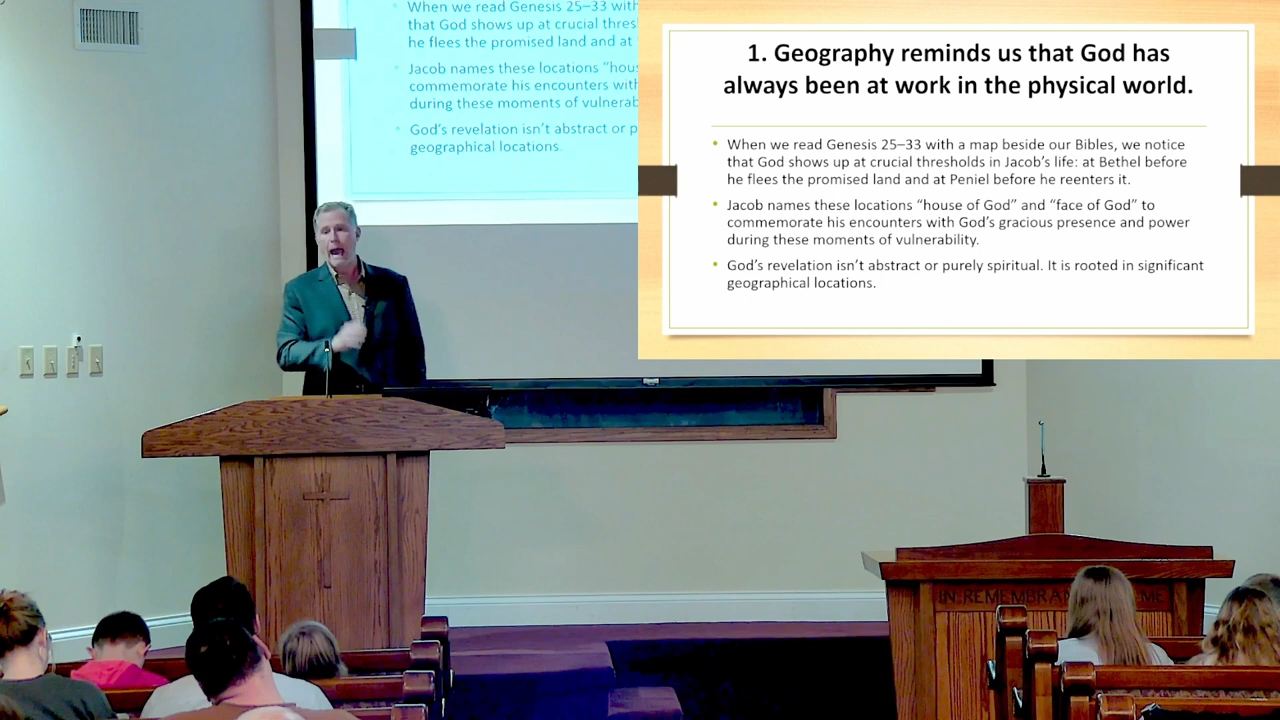 When we read Genesis 25–33 with
that God shows up at crucial thres
he flees the promised land and at
Jacob names these locations "hous
commemorate his encounters with
during these moments of vulnerab
God's revelation isn't abstract or p
geographical locations.
1. Geography reminds us that God has
always been at work in the physical world.
When we read Genesis 25–33 with a map beside our Bibles, we notice
that God shows up at crucial thresholds in Jacob's life: at Bethel before
he flees the promised land and at Peniel before he reenters it.
Jacob names these locations "house of God" and "face of God" to
commemorate his encounters with God's gracious presence and power
during these moments of vulnerability.
God's revelation isn't abstract or purely spiritual. It is rooted in significant
geographical locations.
IN REMEMBRAN ME